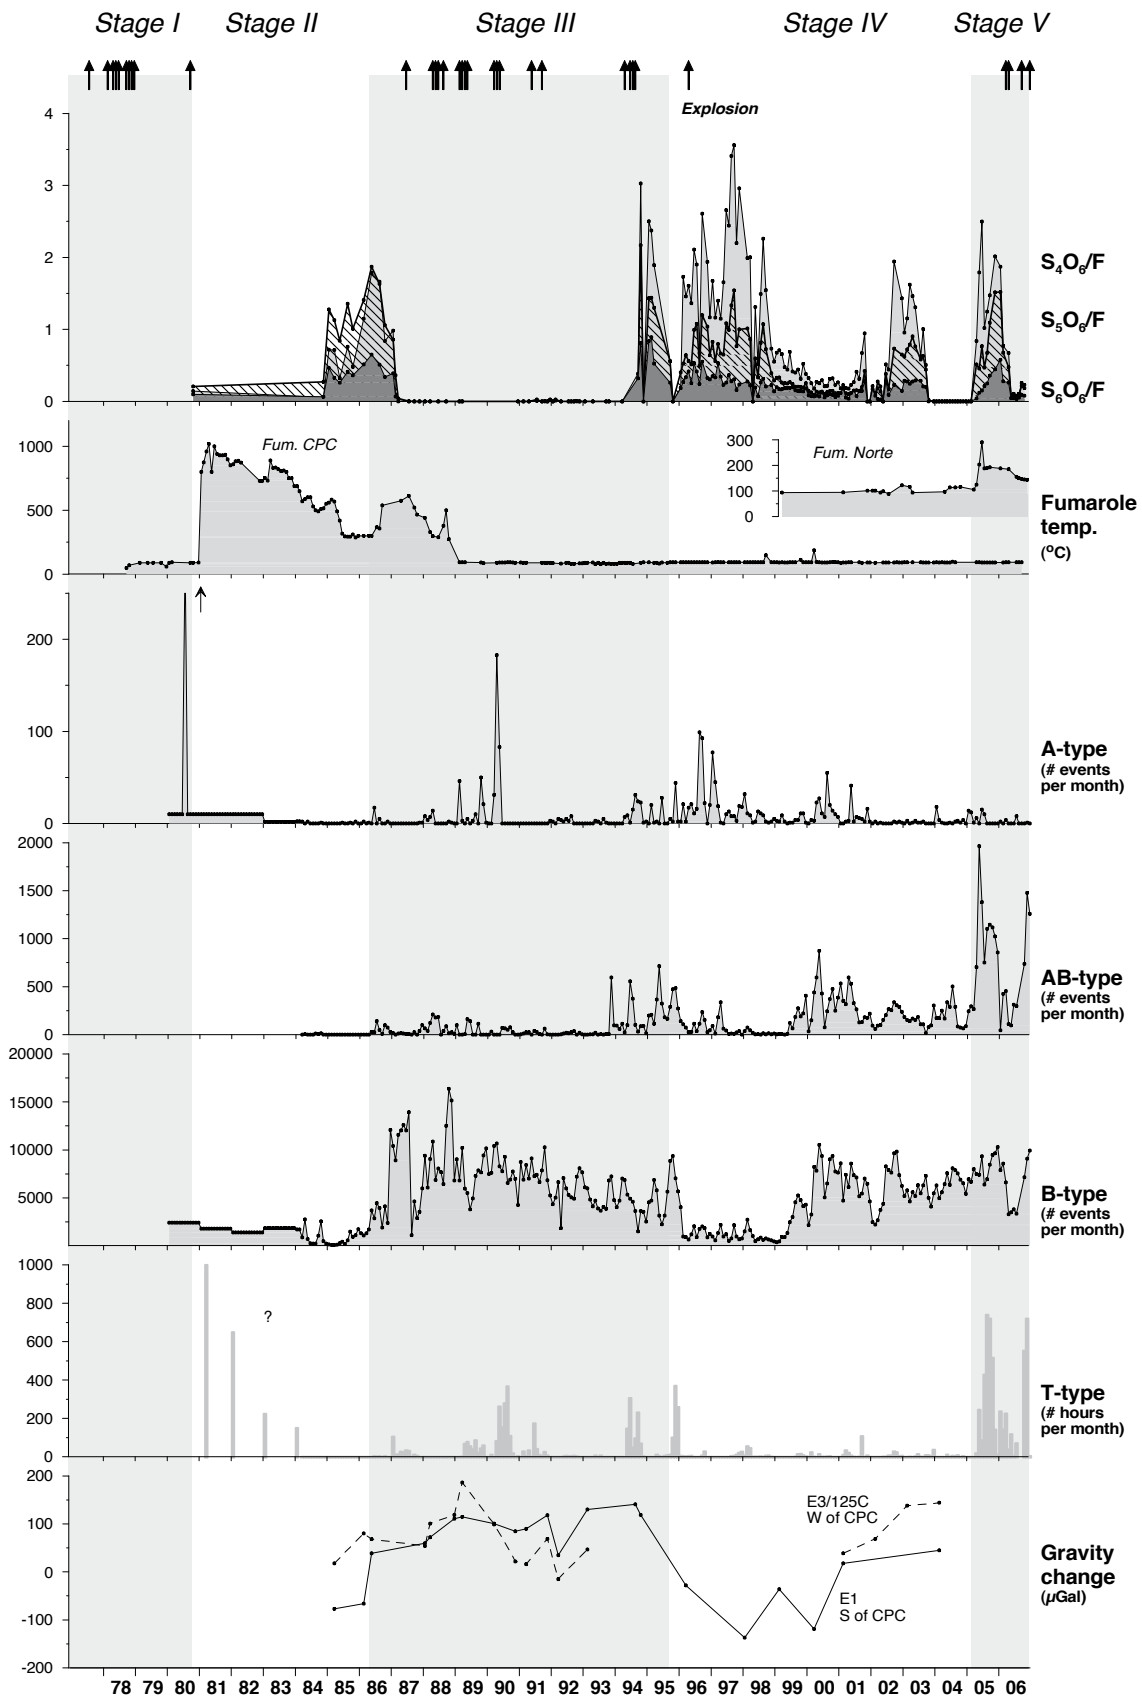 Stage I Stage II Stage III Stage IV Stage V
Explosion
4
3
2
1
0
S4O6/F
S5O6/F
S6O6/F
1000
500
0
Fum. CPC
Fum. Norte
300
200
100
0
Fumarole
temp.
(°C)
200
100
0
A-type
(# events
per month)
2000
1500
1000
500
0
AB-type
(# events
per month)
20000
15000
10000
5000
0
B-type
(# events
per month)
1000
800
600
400
200
0
?
T-type
(# hours
per month)
200
100
0
-100
-200
E3/125C
W of CPC
E1
S of CPC
Gravity
change
(µGal)
78 79 80 81 82 83 84 85 86 87 88 89 90 91 92 93 94 95 96 97 98 99 00 01 02 03 04 05 06